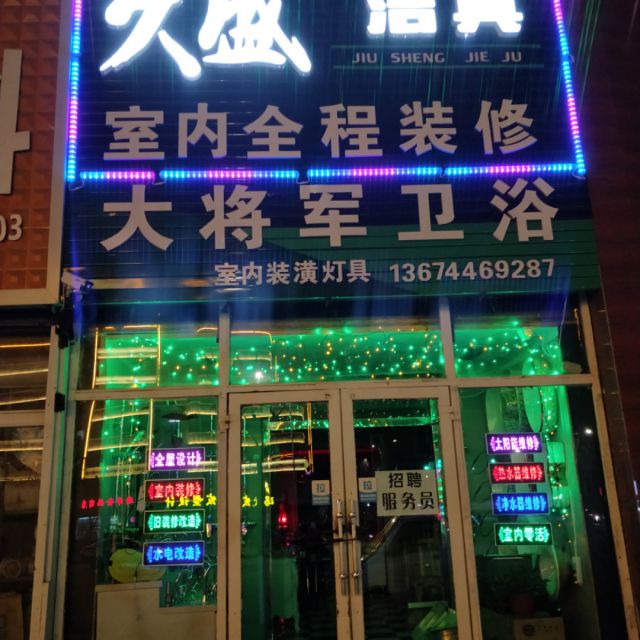 久盛 洁具
JIU SHENG JIE JU
室内全程装修
大将军卫浴
室内装潢灯具 13674469287
03
《全屋设计》
《室内装修》
《旧装修改造》
《水电改造》
拉
拉
招聘
服务员
《太阳能维修》
《热水器维修》
《净水器维修》
《室内零活》